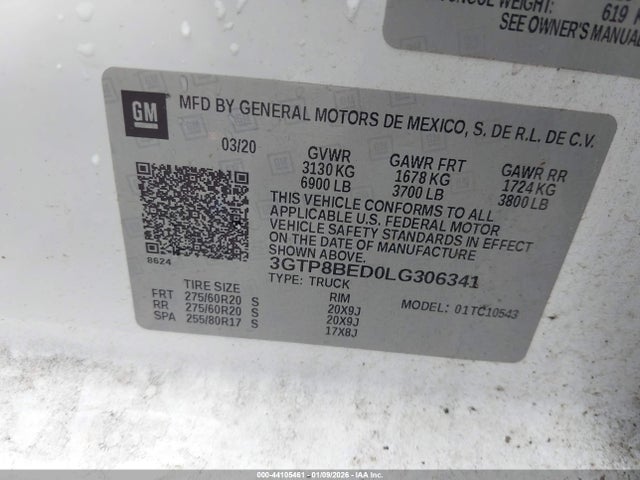 619 K
SEE OWNER'S MANUAL
GM
MFD BY GENERAL MOTORS DE MEXICO, S. DE R.L. DE C.V.
03/20 GVWR GAWR FRT GAWR RR
3130 KG 1678 KG 1724 KG
6900 LB 3700 LB 3800 LB
THIS VEHICLE CONFORMS TO ALL
APPLICABLE U.S. FEDERAL MOTOR
VEHICLE SAFETY STANDARDS IN EFFECT
ON THE DATE OF MANUFACTURE SHOWN ABOVE.
8624
3GTP8BED0LG306341
TYPE: TRUCK
TIRE SIZE RIM MODEL: 01TC10543
FRT 275/60R20 S 20X9J
RR 275/60R20 S 20X9J
SPA 255/80R17 S 17X8J
000-44105461 | 01/09/2026 - IAA Inc.